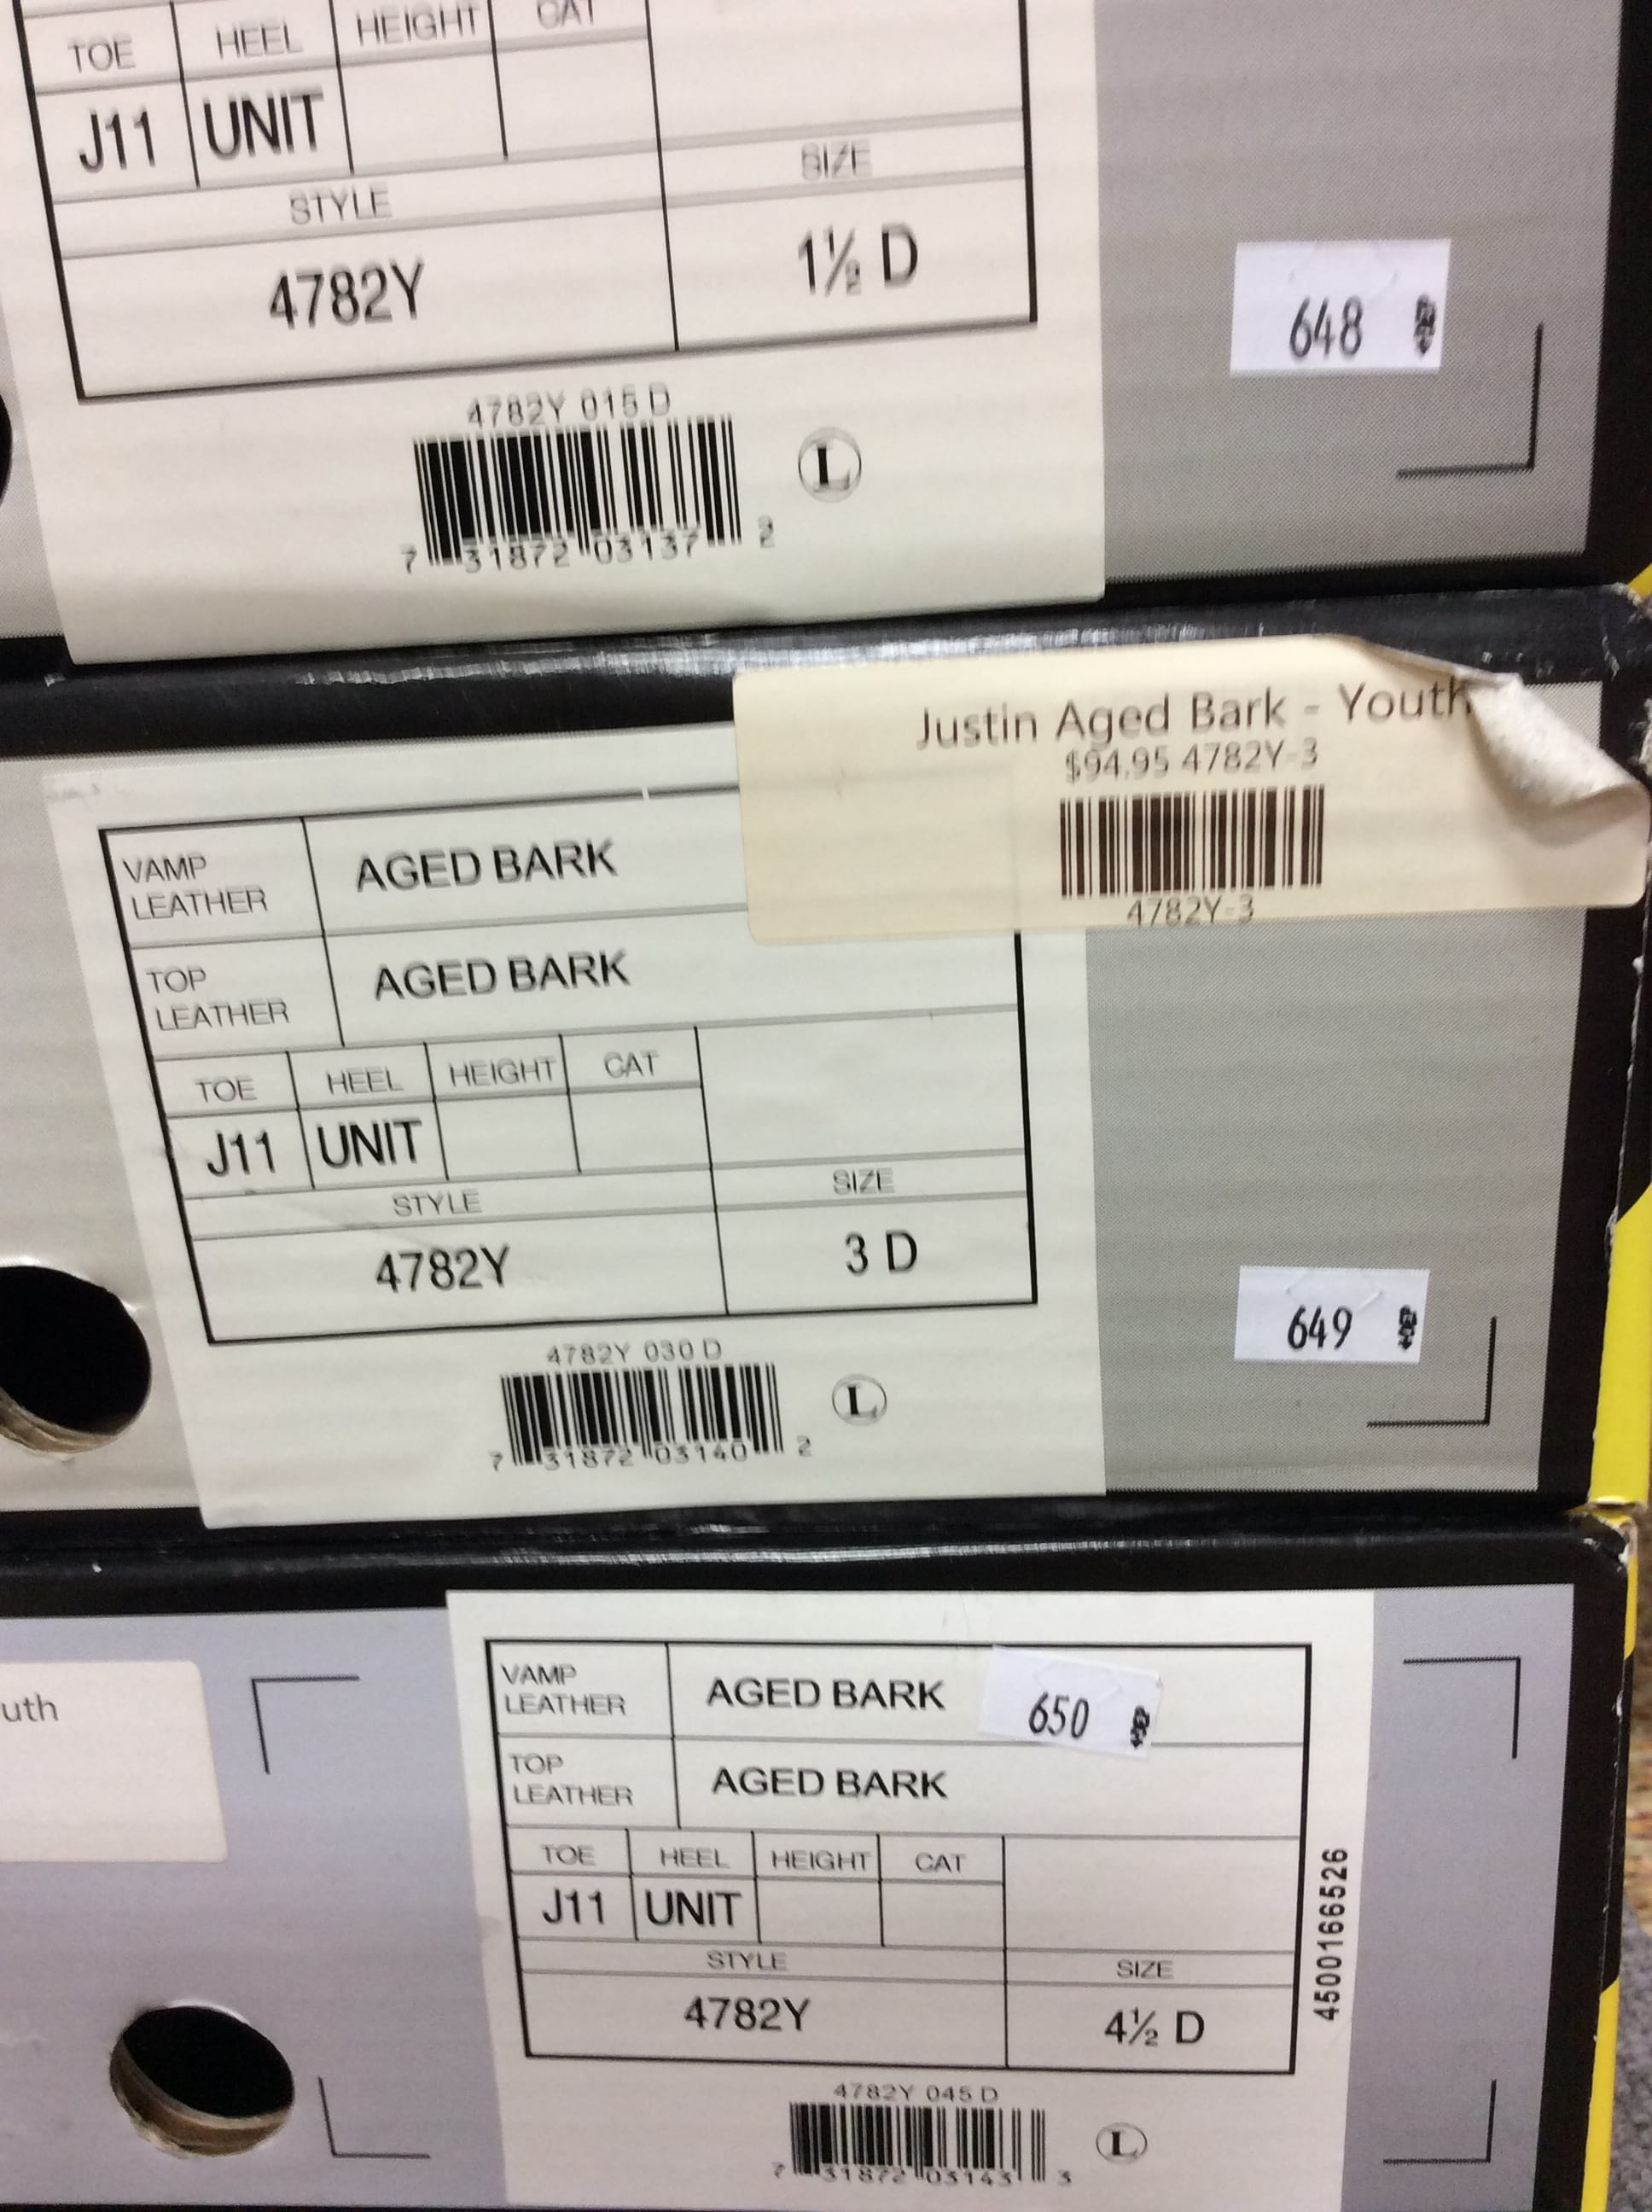 TOE HEEL HEIGHT CAT
J11 UNIT
STYLE SIZE
4782Y 1½ D
648
4782Y 015 D
L
7 31872 03137 2
Justin Aged Bark - Youth
$94.95 4782Y-3
4782Y-3
VAMP LEATHER AGED BARK
TOP LEATHER AGED BARK
TOE HEEL HEIGHT CAT
J11 UNIT
STYLE SIZE
4782Y 3 D
649
4782Y 030 D
L
7 31872 03140 2
uth
VAMP LEATHER AGED BARK
650
TOP LEATHER AGED BARK
TOE HEEL HEIGHT CAT
J11 UNIT
STYLE SIZE
4782Y 4½ D
4500166526
4782Y 045 D
L
7 31872 03143 3